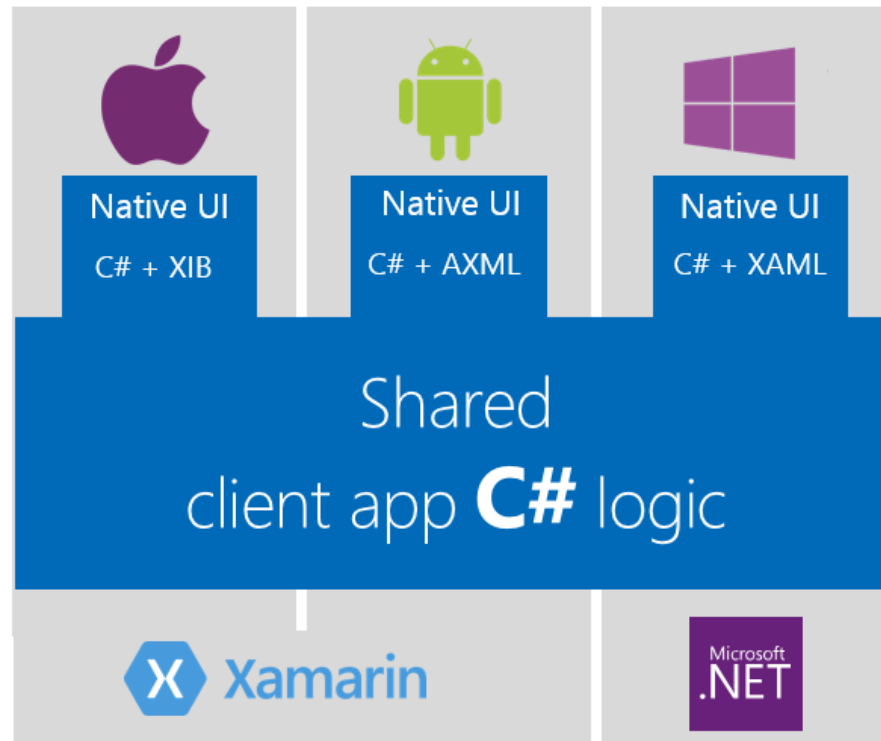 Native UI
C# + XIB
Native UI
C# + AXML
Native UI
C# + XAML
Shared
client app C# logic
X Xamarin
Microsoft
.NET